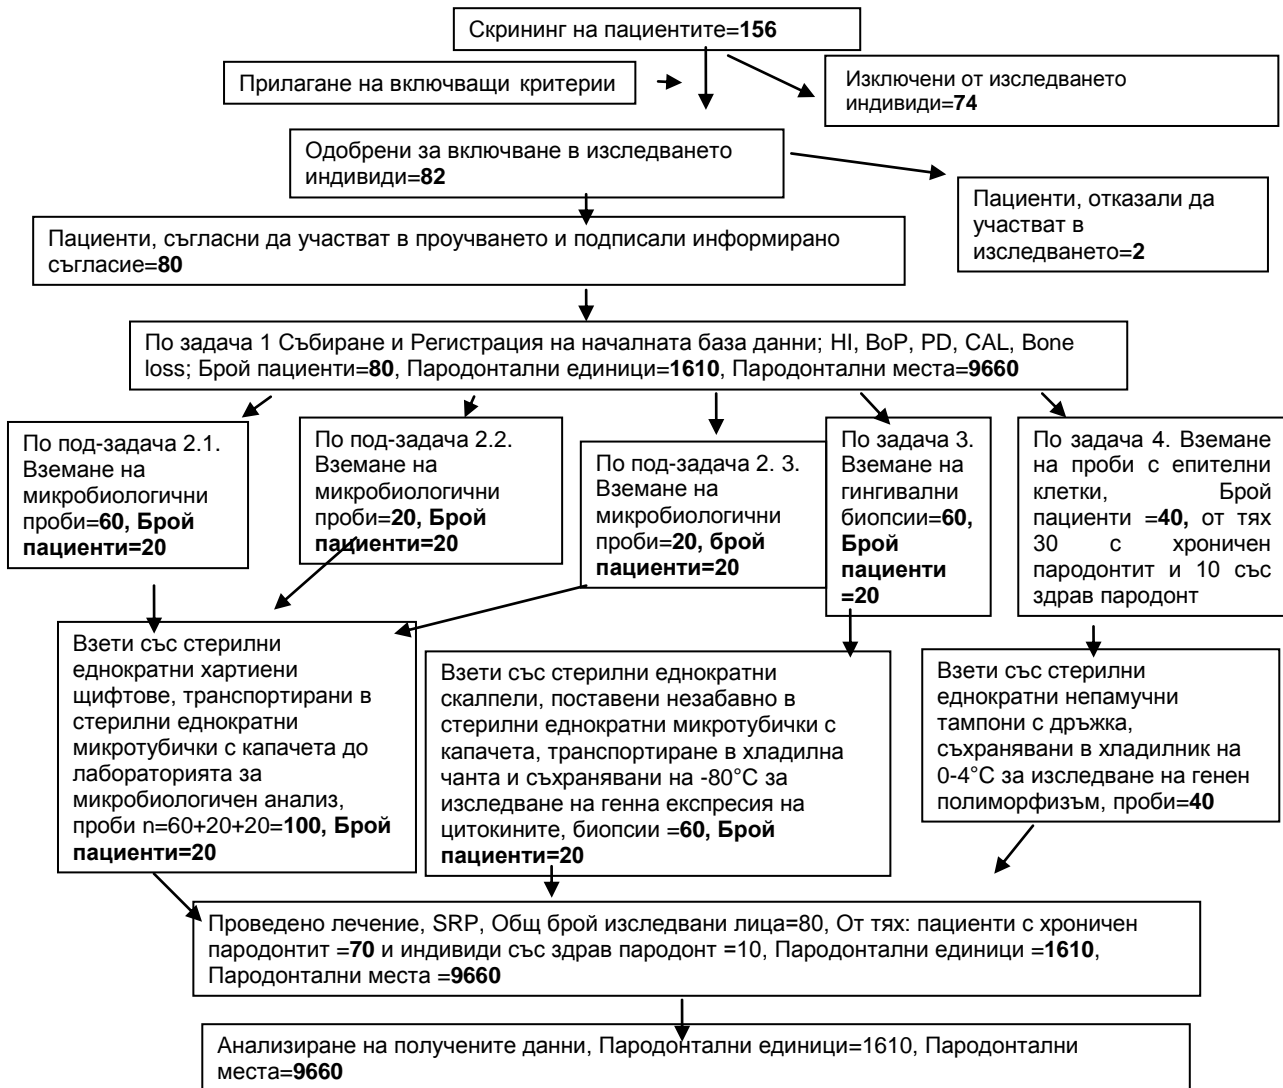 Скрининг на пациентите=156
Прилагане на включващи критерии
Изключени от изследването
индивиди=74
Одобрени за включване в изследването
индивиди=82
Пациенти, отказали да
участват в
изследването=2
Пациенти, съгласни да участват в проучването и подписали информирано
съгласие=80
По задача 1 Събиране и Регистрация на началната база данни; HI, BoP, PD, CAL, Bone
loss; Брой пациенти=80, Пародонтални единици=1610, Пародонтални места=9660
По под-задача 2.1.
Вземане на
микробиологични
проби=60, Брой
пациенти=20
По под-задача 2.2.
Вземане на
микробиологични
проби=20, Брой
пациенти=20
По под-задача 2. 3.
Вземане на
микробиологични
проби=20, брой
пациенти=20
По задача 3.
Вземане на
гингивални
биопсии=60,
Брой
пациенти
=20
По задача 4. Вземане
на проби с епителни
клетки, Брой
пациенти =40, от тях
30 с хроничен
пародонтит и 10 със
здрав пародонт
Взети със стерилни
еднократни хартиени
щифтове, транспортирани в
стерилни еднократни
микротубички с капачета до
лабораторията за
микробиологичен анализ,
проби n=60+20+20=100, Брой
пациенти=20
Взети със стерилни еднократни
скалпели, поставени незабавно в
стерилни еднократни микротубички с
капачета, транспортиране в хладилна
чанта и съхранявани на -80°C за
изследване на генна експресия на
цитокините, биопсии =60, Брой
пациенти=20
Взети със стерилни
еднократни непамучни
тампони с дръжка,
съхранявани в хладилник на
0-4°C за изследване на генен
полиморфизъм, проби=40
Проведено лечение, SRP, Общ брой изследвани лица=80, От тях: пациенти с хроничен
пародонтит =70 и индивиди със здрав пародонт =10, Пародонтални единици =1610,
Пародонтални места =9660
Анализиране на получените данни, Пародонтални единици=1610, Пародонтални
места=9660